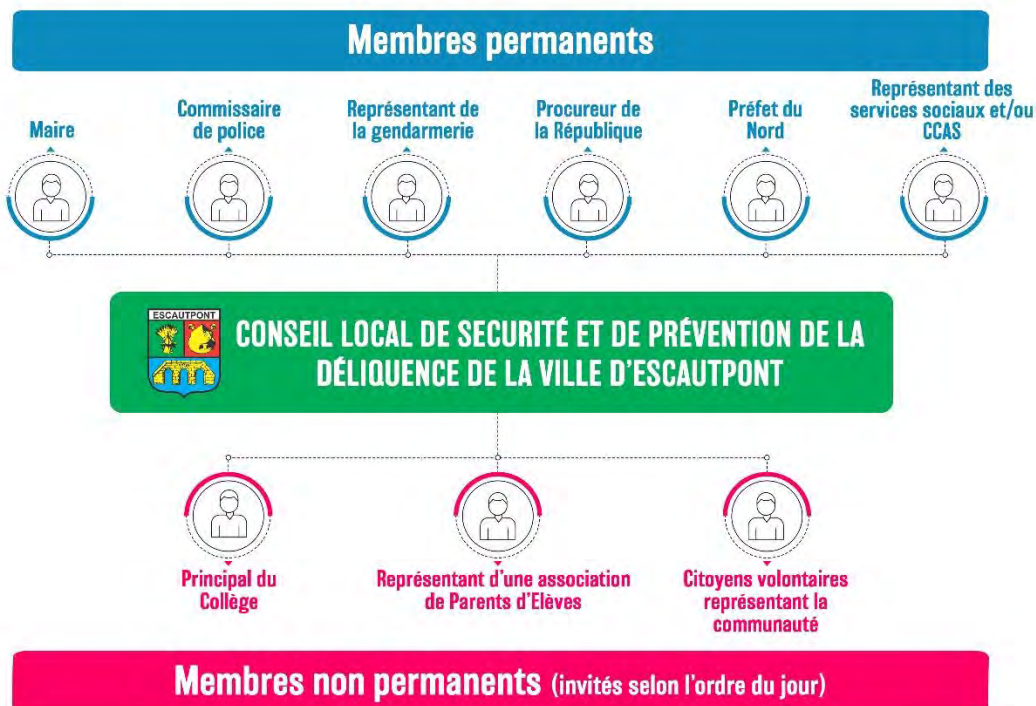 Membres permanents
Maire
Commissaire
de police
Représentant de
la gendarmerie
Procureur de
la République
Préfet du
Nord
Représentant des
services sociaux et/ou
CCAS
ESCAUTPONT
CONSEIL LOCAL DE SECURITÉ ET DE PRÉVENTION DE LA
DÉLIQUENCE DE LA VILLE D'ESCAUTPONT
Principal du
Collège
Représentant d'une association
de Parents d'Elèves
Citoyens volontaires
représentant la
communauté
Membres non permanents (invités selon l'ordre du jour)